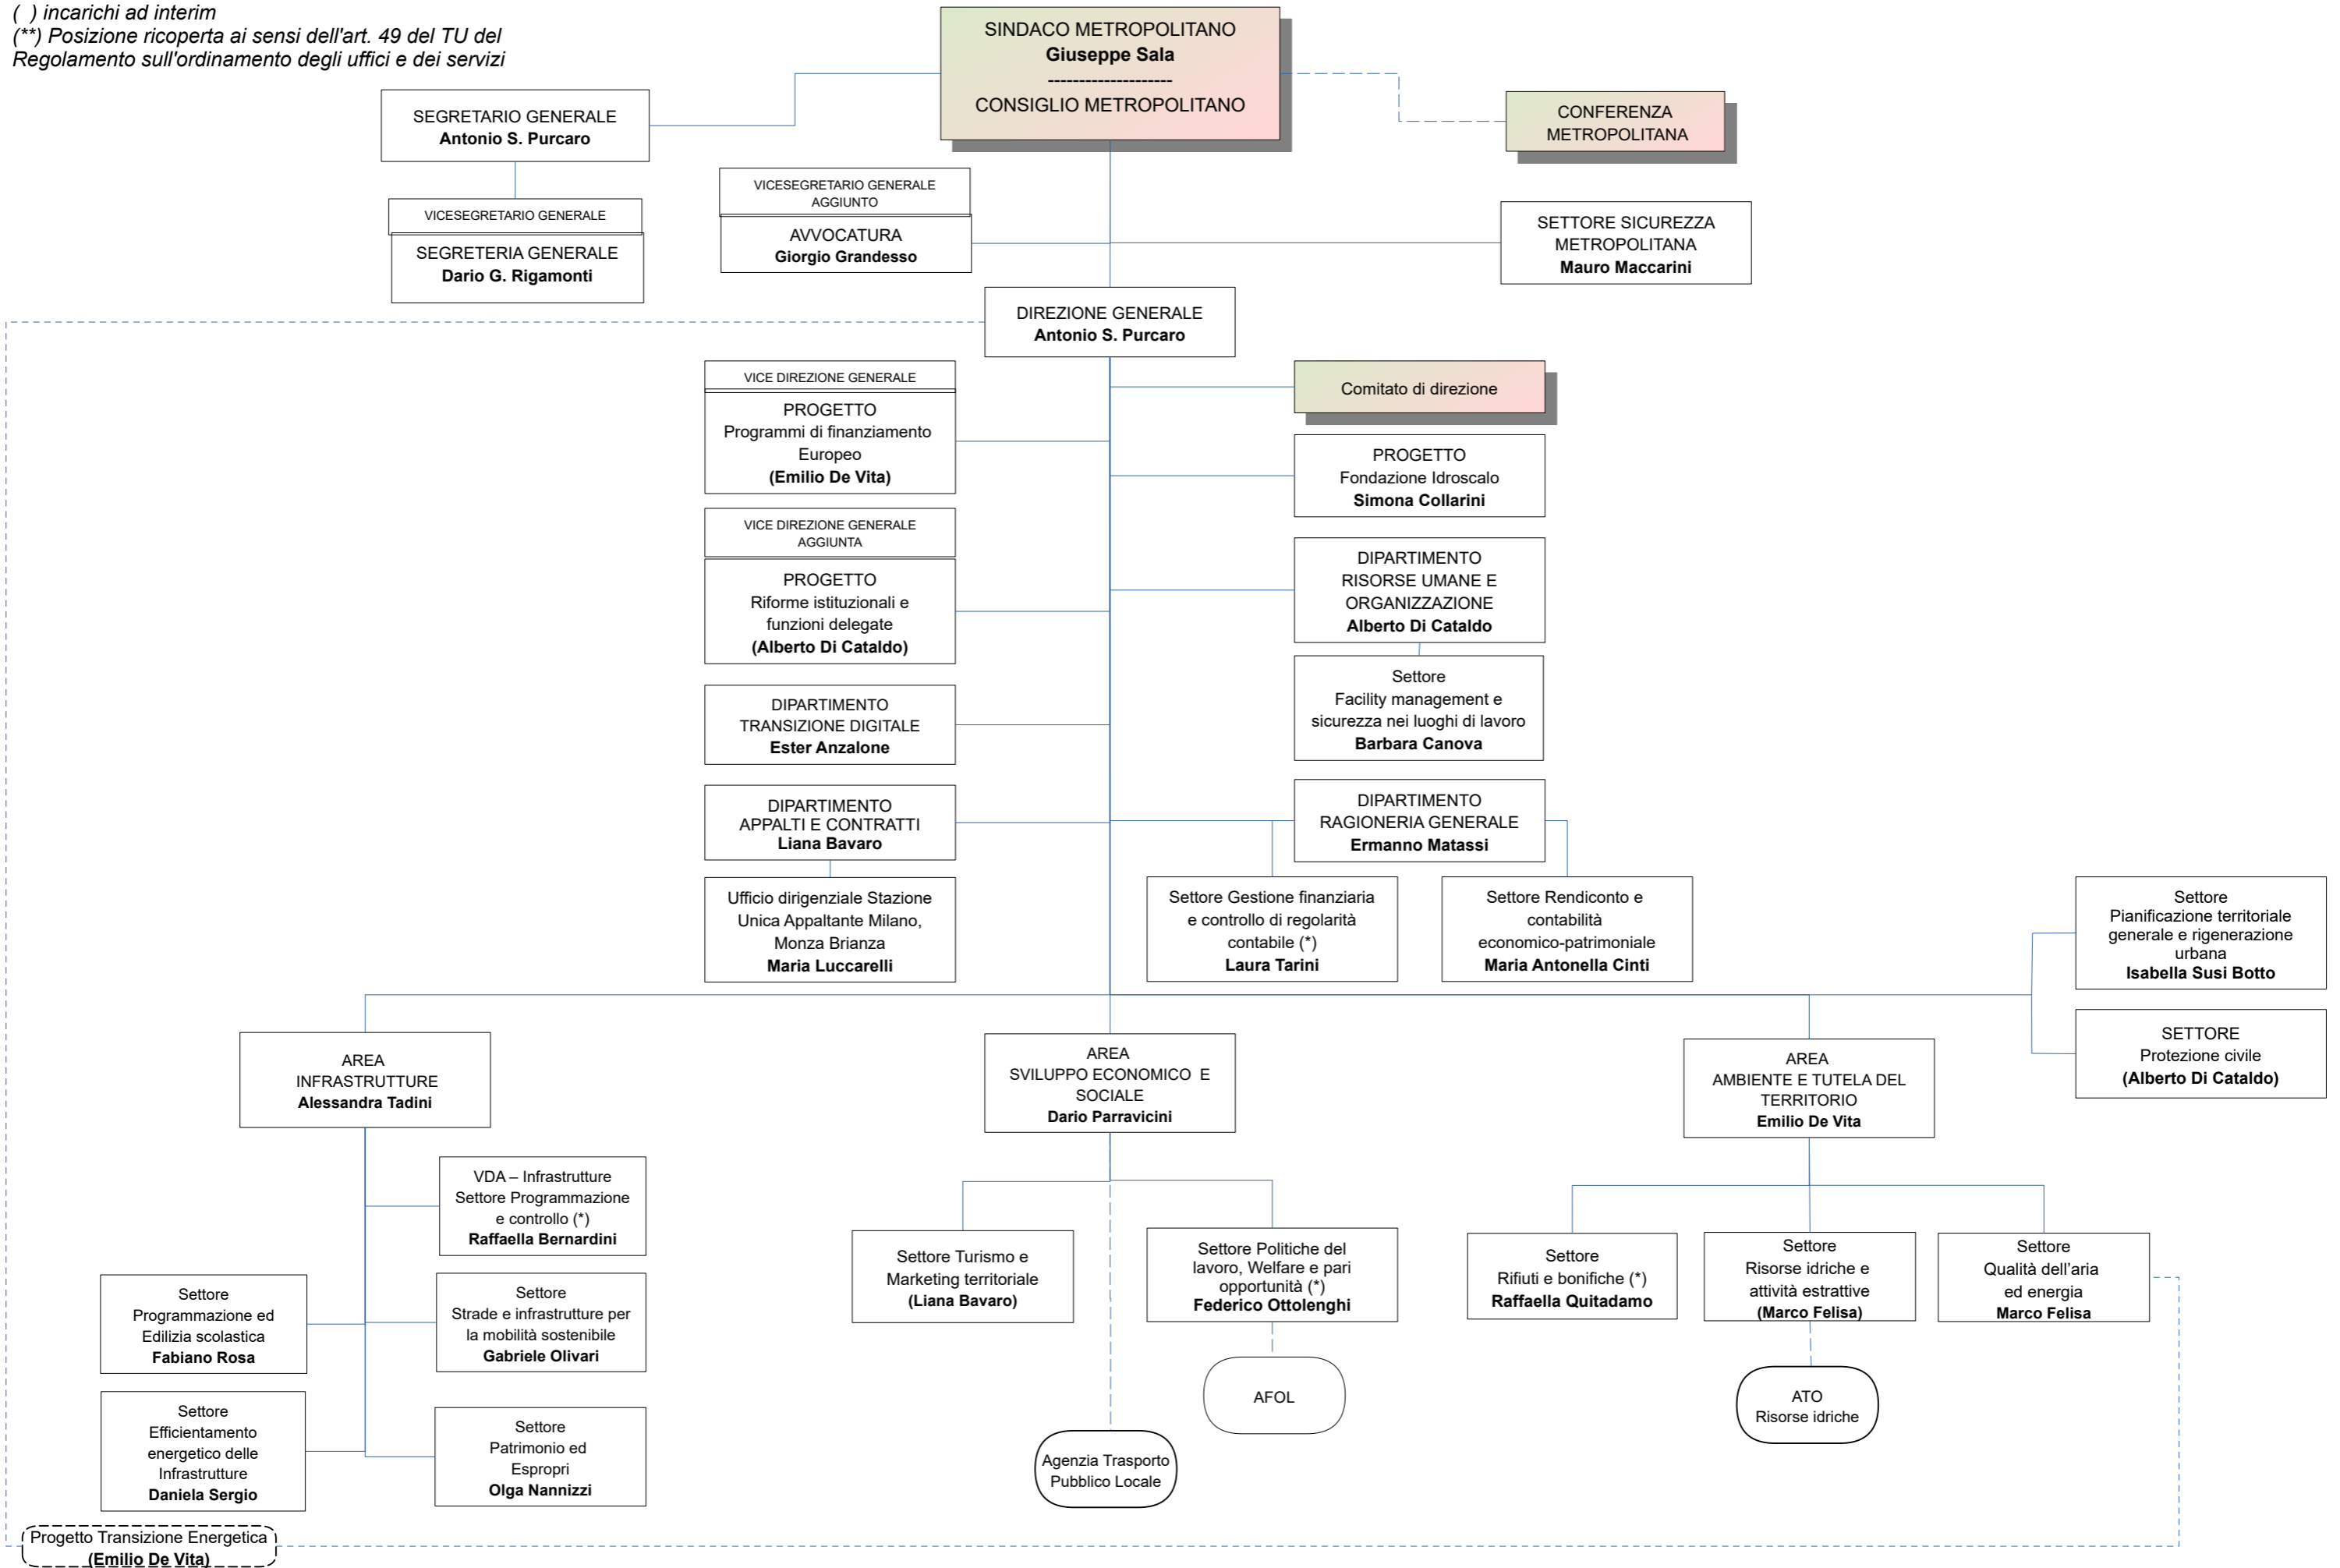 ( ) incarichi ad interim
(**) Posizione ricoperta ai sensi dell'art. 49 del TU del
Regolamento sull'ordinamento degli uffici e dei servizi
SINDACO METROPOLITANO
Giuseppe Sala
--------------------
CONSIGLIO METROPOLITANO
SEGRETARIO GENERALE
Antonio S. Purcaro
CONFERENZA
METROPOLITANA
VICESEGRETARIO GENERALE
SEGRETERIA GENERALE
Dario G. Rigamonti
VICESEGRETARIO GENERALE
AGGIUNTO
AVVOCATURA
Giorgio Grandesso
SETTORE SICUREZZA
METROPOLITANA
Mauro Maccarini
DIREZIONE GENERALE
Antonio S. Purcaro
VICE DIREZIONE GENERALE
PROGETTO
Programmi di finanziamento
Europeo
(Emilio De Vita)
Comitato di direzione
PROGETTO
Fondazione Idroscalo
Simona Collarini
VICE DIREZIONE GENERALE
AGGIUNTA
PROGETTO
Riforme istituzionali e
funzioni delegate
(Alberto Di Cataldo)
DIPARTIMENTO
RISORSE UMANE E
ORGANIZZAZIONE
Alberto Di Cataldo
Settore
Facility management e
sicurezza nei luoghi di lavoro
Barbara Canova
DIPARTIMENTO
TRANSIZIONE DIGITALE
Ester Anzalone
DIPARTIMENTO
APPALTI E CONTRATTI
Liana Bavaro
Ufficio dirigenziale Stazione
Unica Appaltante Milano,
Monza Brianza
Maria Luccarelli
DIPARTIMENTO
RAGIONERIA GENERALE
Ermanno Matassi
Settore Gestione finanziaria
e controllo di regolarità
contabile (*)
Laura Tarini
Settore Rendiconto e
contabilità
economico-patrimoniale
Maria Antonella Cinti
Settore
Pianificazione territoriale
generale e rigenerazione
urbana
Isabella Susi Botto
SETTORE
Protezione civile
(Alberto Di Cataldo)
AREA
INFRASTRUTTURE
Alessandra Tadini
AREA
SVILUPPO ECONOMICO E
SOCIALE
Dario Parravicini
AREA
AMBIENTE E TUTELA DEL
TERRITORIO
Emilio De Vita
VDA – Infrastrutture
Settore Programmazione
e controllo (*)
Raffaella Bernardini
Settore
Programmazione ed
Edilizia scolastica
Fabiano Rosa
Settore
Strade e infrastrutture per
la mobilità sostenibile
Gabriele Olivari
Settore
Efficientamento
energetico delle
Infrastrutture
Daniela Sergio
Settore
Patrimonio ed
Espropri
Olga Nannizzi
Settore Turismo e
Marketing territoriale
(Liana Bavaro)
Settore Politiche del
lavoro, Welfare e pari
opportunità (*)
Federico Ottolenghi
Settore
Rifiuti e bonifiche (*)
Raffaella Quitadamo
Settore
Risorse idriche e
attività estrattive
(Marco Felisa)
Settore
Qualità dell’aria
ed energia
Marco Felisa
AFOL
ATO
Risorse idriche
Agenzia Trasporto
Pubblico Locale
Progetto Transizione Energetica
(Emilio De Vita)